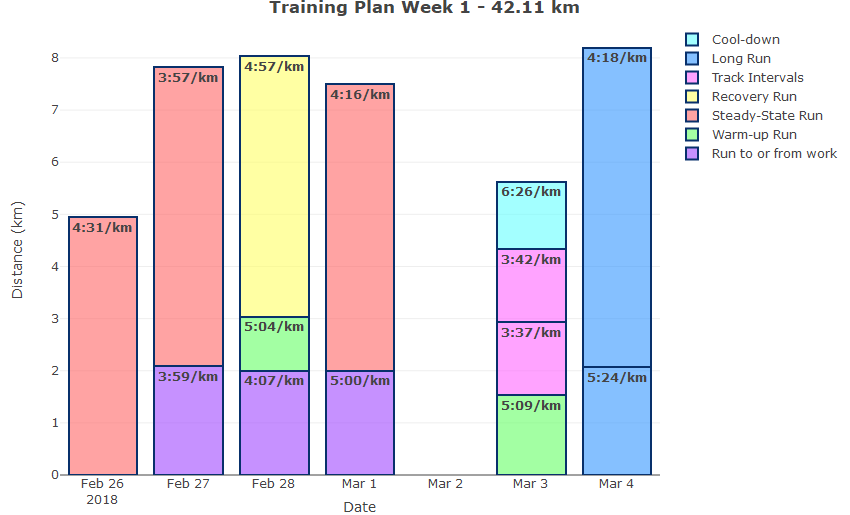 Training Plan Week 1 - 42.11 km
Cool-down
Long Run
Track Intervals
Recovery Run
Steady-State Run
Warm-up Run
Run to or from work
Distance (km)
8
7
6
5
4
3
2
1
0
4:31/km
3:57/km
3:59/km
4:57/km
5:04/km
4:07/km
4:16/km
5:00/km
6:26/km
3:42/km
3:37/km
5:09/km
4:18/km
5:24/km
Feb 26 Feb 27 Feb 28 Mar 1 Mar 2 Mar 3 Mar 4
2018
Date